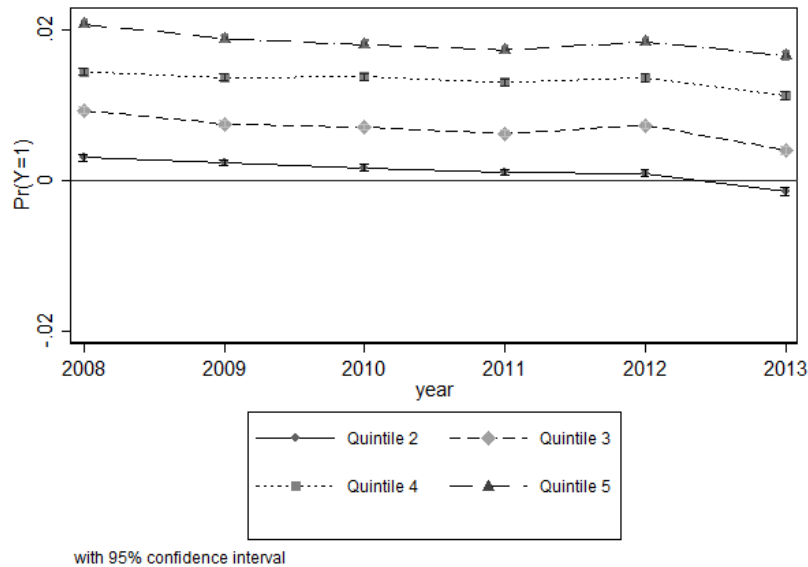 .02
0
-.02
Pr(Y=1)
2008 2009 2010 2011 2012 2013
year
Quintile 2 Quintile 3
Quintile 4 Quintile 5
with 95% confidence interval